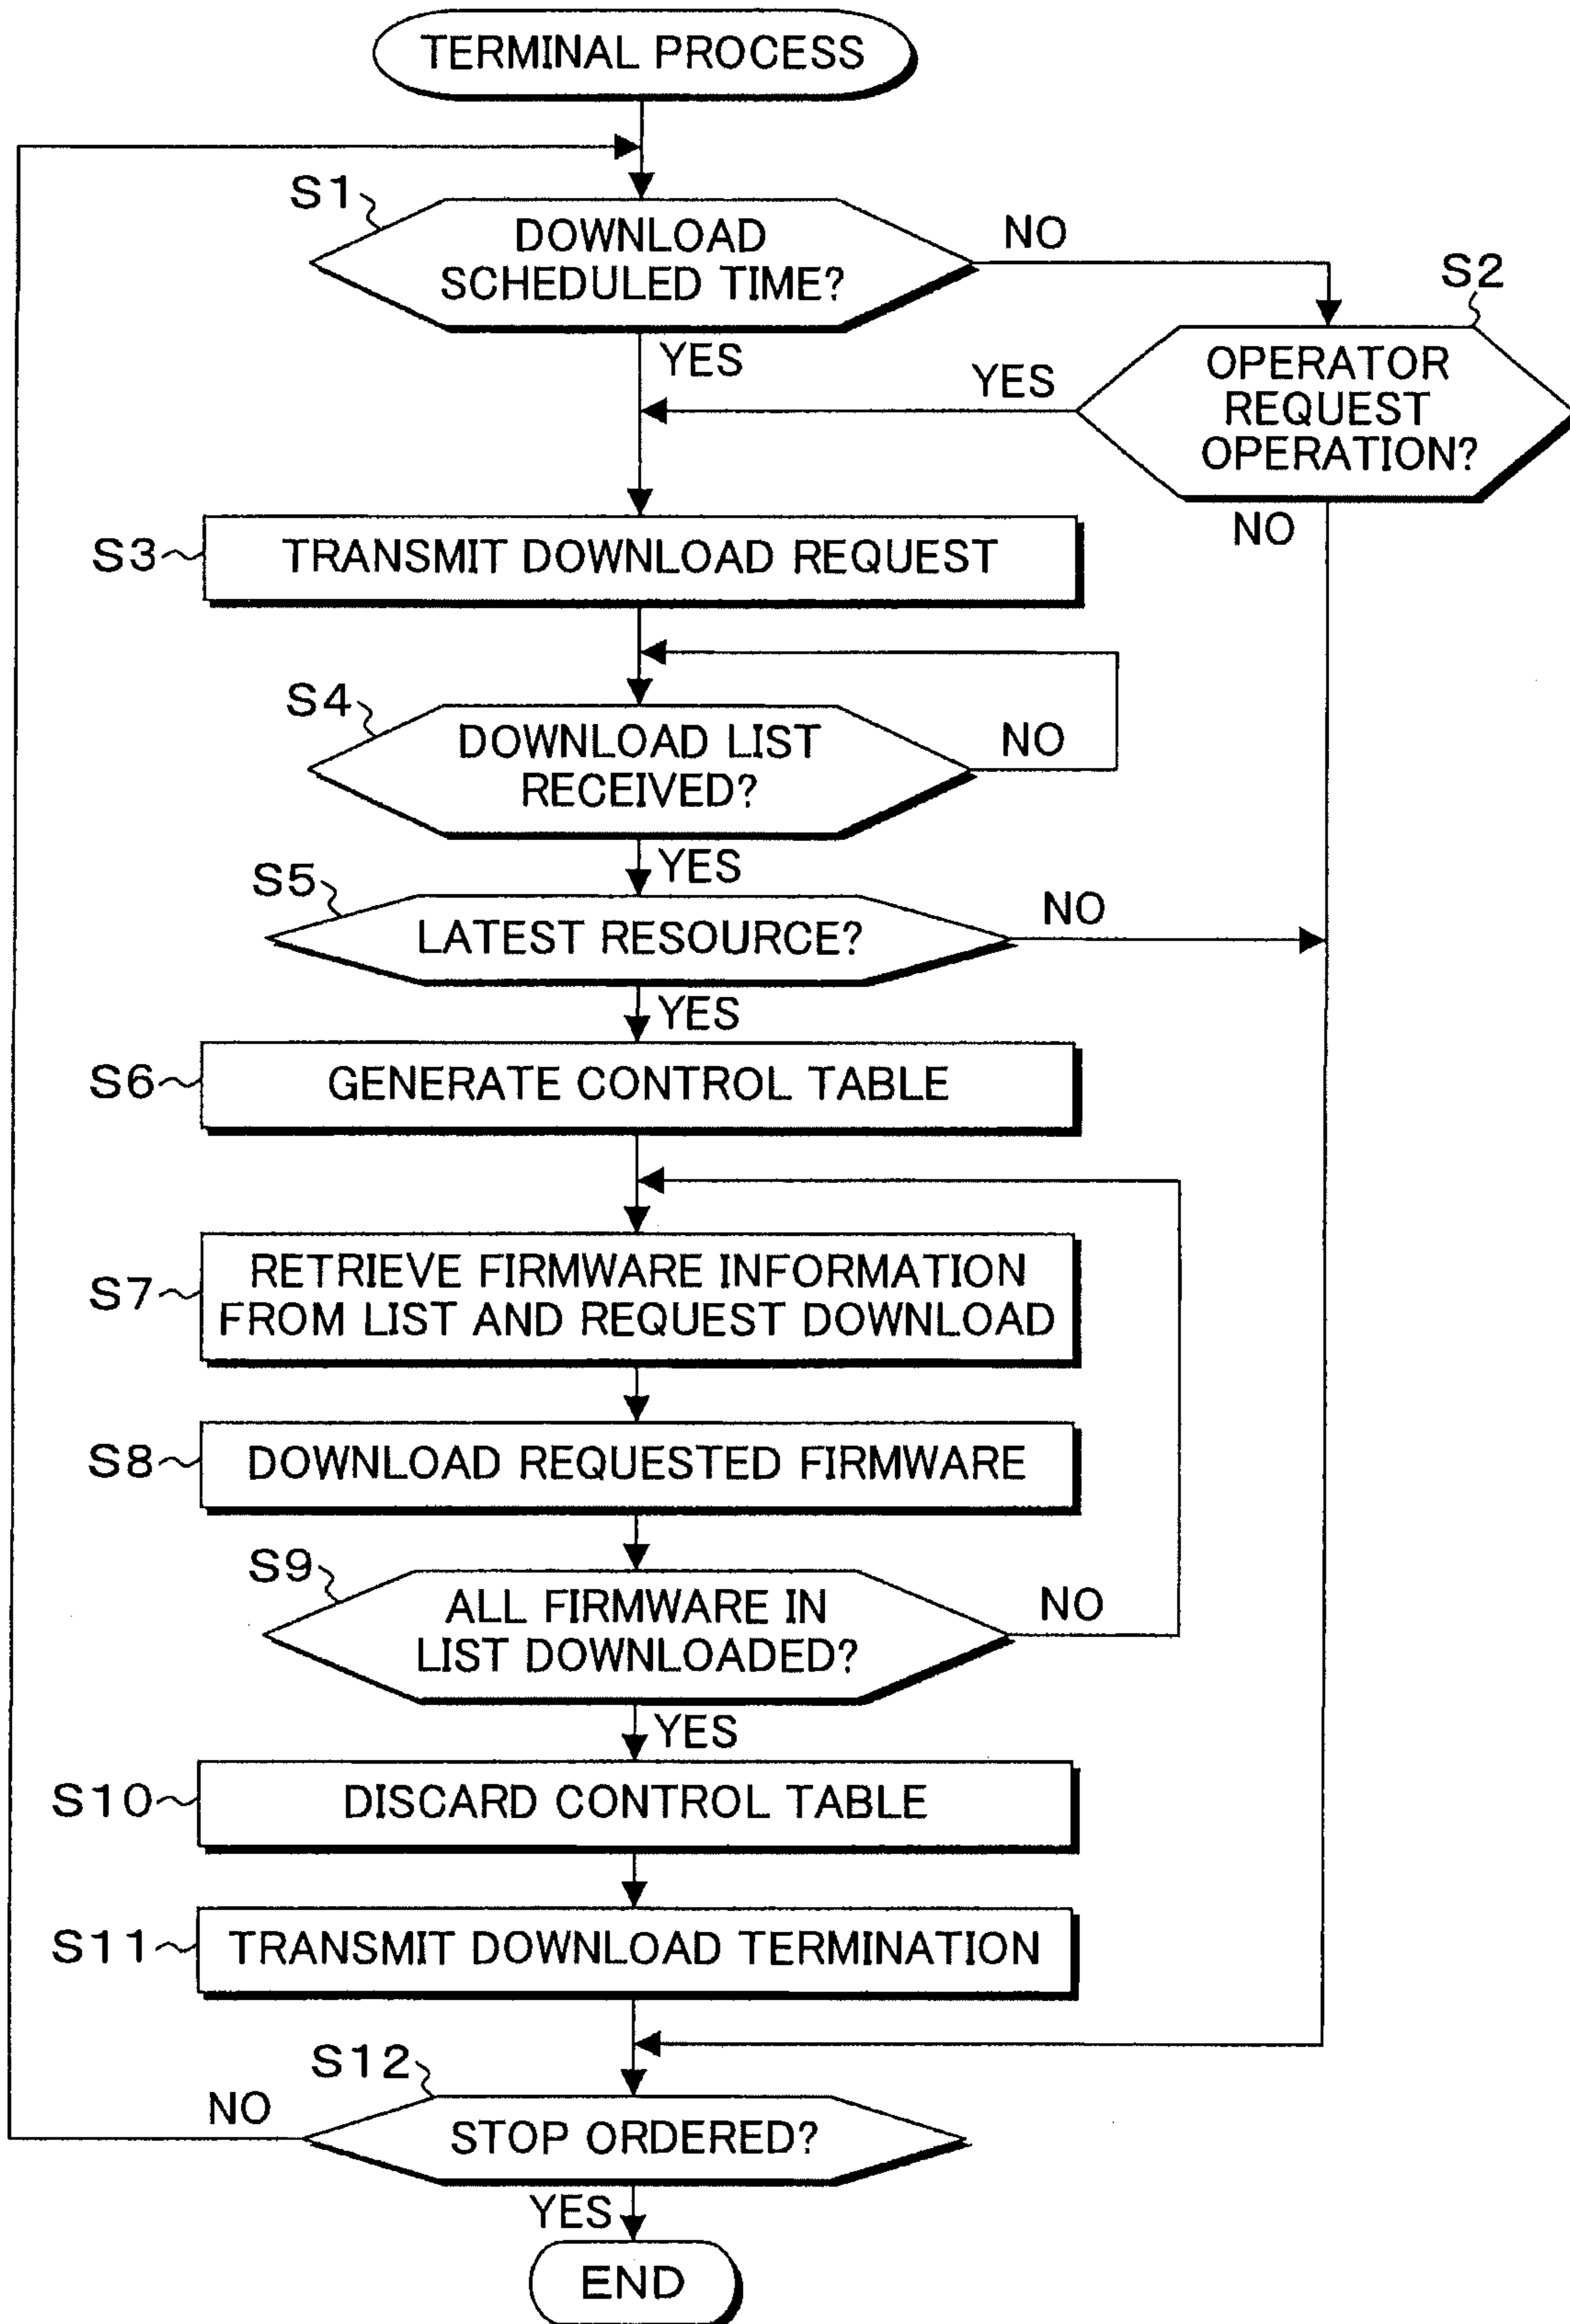 TERMINAL PROCESS
S1
DOWNLOAD
SCHEDULED TIME?
NO
YES
S2
OPERATOR
REQUEST
OPERATION?
YES
NO
S3
TRANSMIT DOWNLOAD REQUEST
S4
DOWNLOAD LIST
RECEIVED?
NO
YES
S5
LATEST RESOURCE?
NO
YES
S6
GENERATE CONTROL TABLE
S7
RETRIEVE FIRMWARE INFORMATION
FROM LIST AND REQUEST DOWNLOAD
S8
DOWNLOAD REQUESTED FIRMWARE
S9
ALL FIRMWARE IN
LIST DOWNLOADED?
NO
YES
S10
DISCARD CONTROL TABLE
S11
TRANSMIT DOWNLOAD TERMINATION
S12
NO
STOP ORDERED?
YES
END